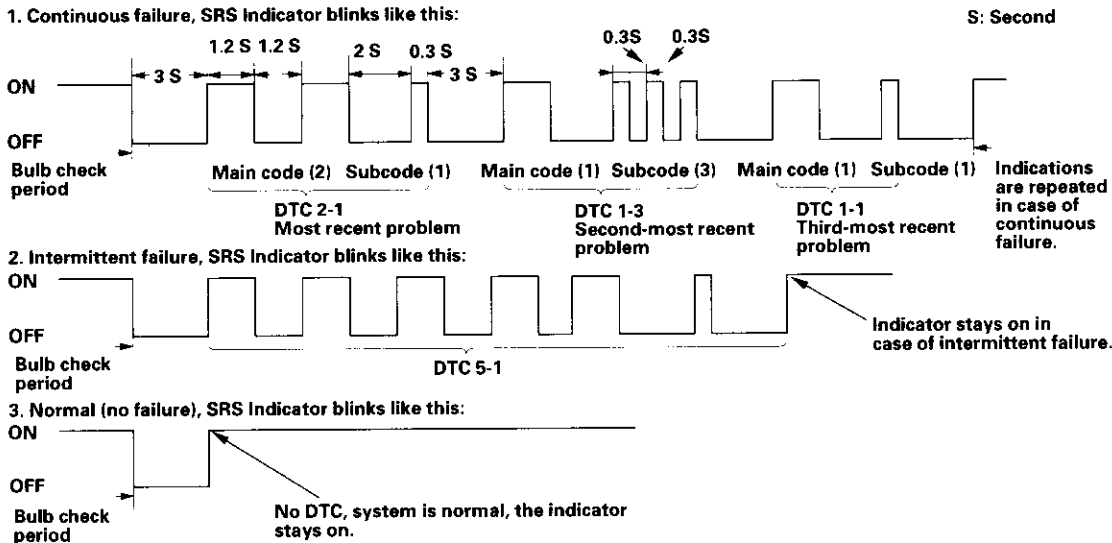 1. Continuous failure, SRS Indicator blinks like this:
S: Second
1.2 S 1.2 S 2 S 0.3 S 0.3S 0.3S
3 S 3 S
ON
OFF
Bulb check
period
Main code (2) Subcode (1) Main code (1) Subcode (3) Main code (1) Subcode (1)
DTC 2-1
Most recent problem
DTC 1-3
Second-most recent
problem
DTC 1-1
Third-most recent
problem
Indications
are repeated
in case of
continuous
failure.
2. Intermittent failure, SRS Indicator blinks like this:
ON
OFF
Bulb check
period
DTC 5-1
Indicator stays on in
case of intermittent failure.
3. Normal (no failure), SRS Indicator blinks like this:
ON
OFF
Bulb check
period
No DTC, system is normal, the indicator
stays on.